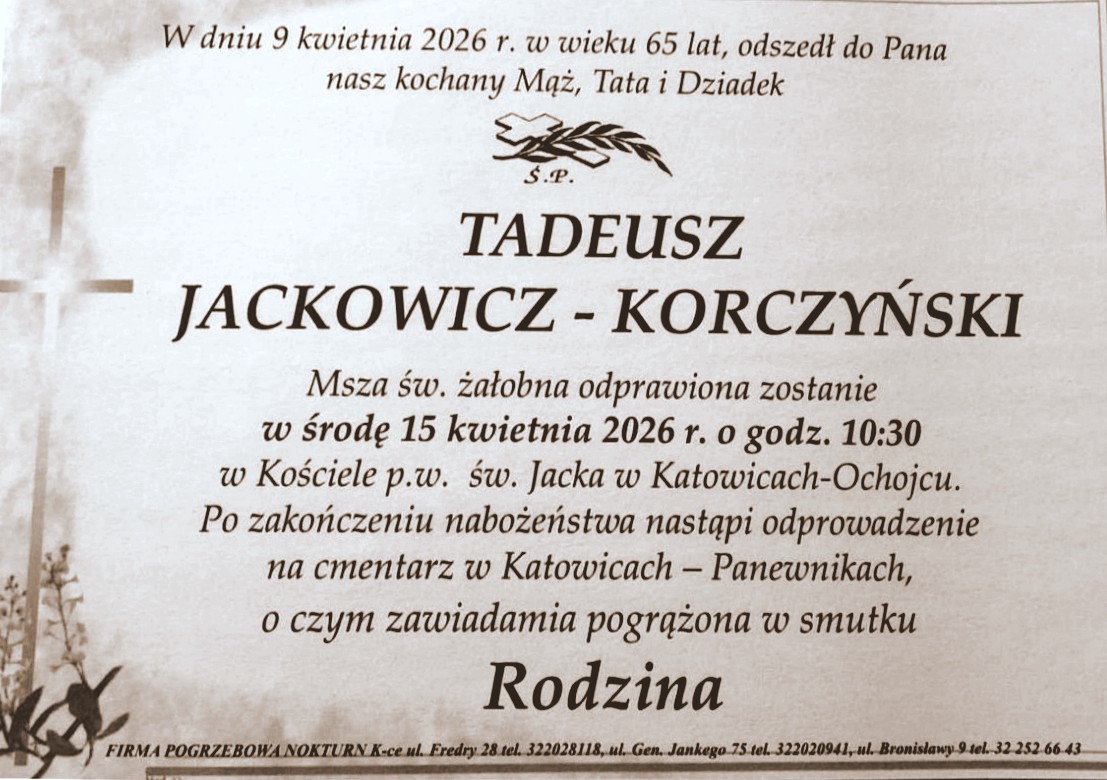 W dniu 9 kwietnia 2026 r. w wieku 65 lat, odszedł do Pana
nasz kochany Mąż, Tata i Dziadek
Ś.P.
TADEUSZ
JACKOWICZ - KORCZYŃSKI
Msza św. żałobna odprawiona zostanie
w środę 15 kwietnia 2026 r. o godz. 10:30
w Kościele p.w. św. Jacka w Katowicach-Ochojcu.
Po zakończeniu nabożeństwa nastąpi odprowadzenie
na cmentarz w Katowicach – Panewnikach,
o czym zawiadamia pogrążona w smutku
Rodzina
FIRMA POGRZEBOWA NOKTURN K-ce ul. Fredry 28 tel. 322028118, ul. Gen. Jankego 75 tel. 322020941, ul. Bronisławy 9 tel. 32 252 66 43